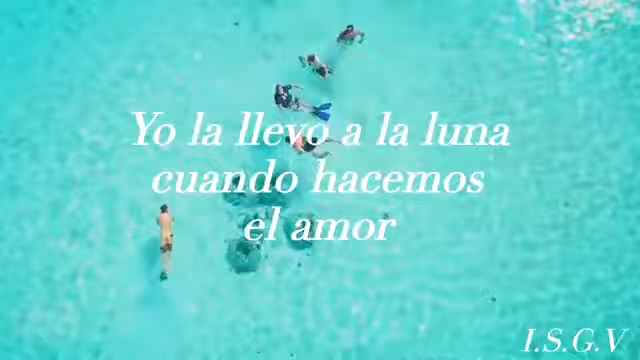 Yo la llevo a la luna
cuando hacemos
el amor
I.S.G.V